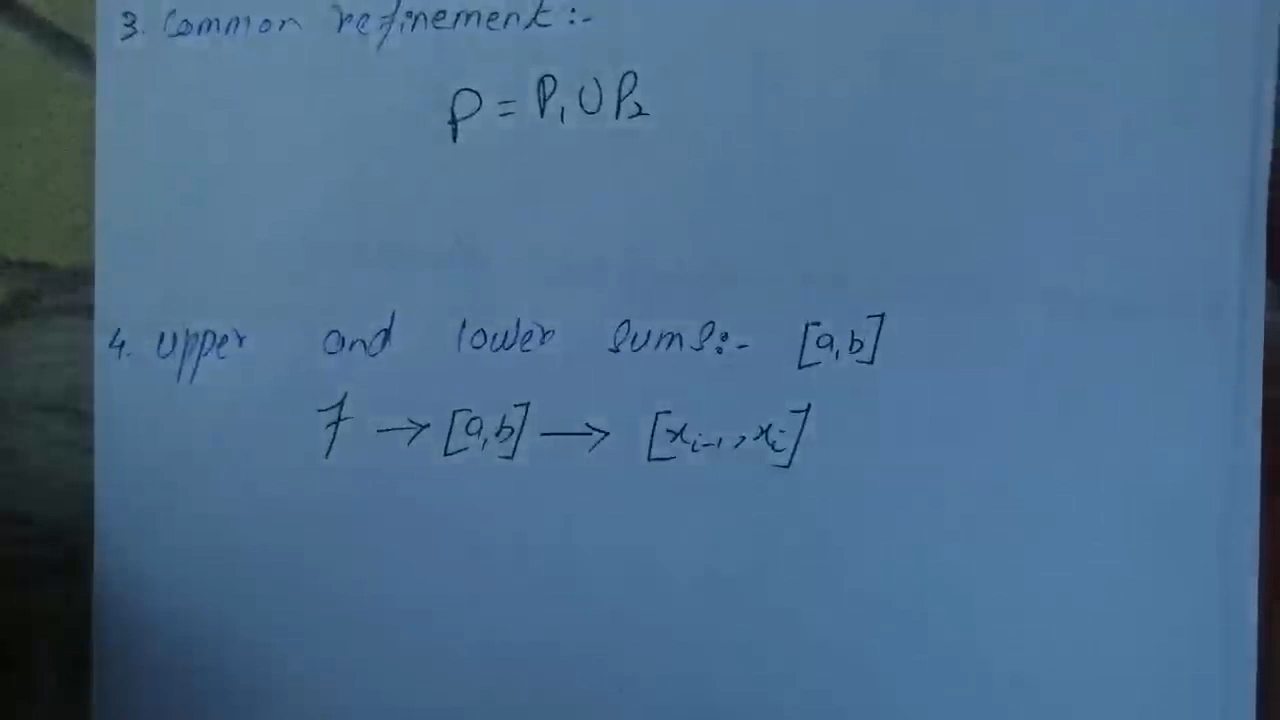 3. Common refinement :-
P = P₁ ∪ P₂
4. upper and lower sums:- [a,b]
f → [a,b] → [xᵢ₋₁, xᵢ]